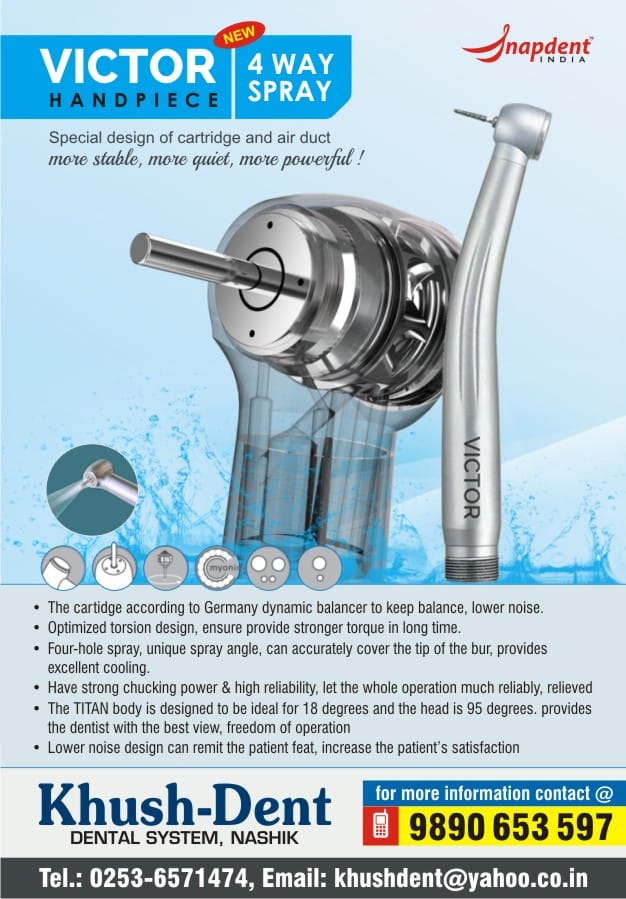 NEW
VICTOR
HANDPIECE
4 WAY
SPRAY
Snapdent™
INDIA
Special design of cartridge and air duct
more stable, more quiet, more powerful !
VICTOR
myonic
• The cartidge according to Germany dynamic balancer to keep balance, lower noise.
• Optimized torsion design, ensure provide stronger torque in long time.
• Four-hole spray, unique spray angle, can accurately cover the tip of the bur, provides
excellent cooling.
• Have strong chucking power & high reliability, let the whole operation much reliably, relieved
• The TITAN body is designed to be ideal for 18 degrees and the head is 95 degrees. provides
the dentist with the best view, freedom of operation
• Lower noise design can remit the patient feat, increase the patient's satisfaction
Khush-Dent
DENTAL SYSTEM, NASHIK
for more information contact @
9890 653 597
Tel.: 0253-6571474, Email: khushdent@yahoo.co.in